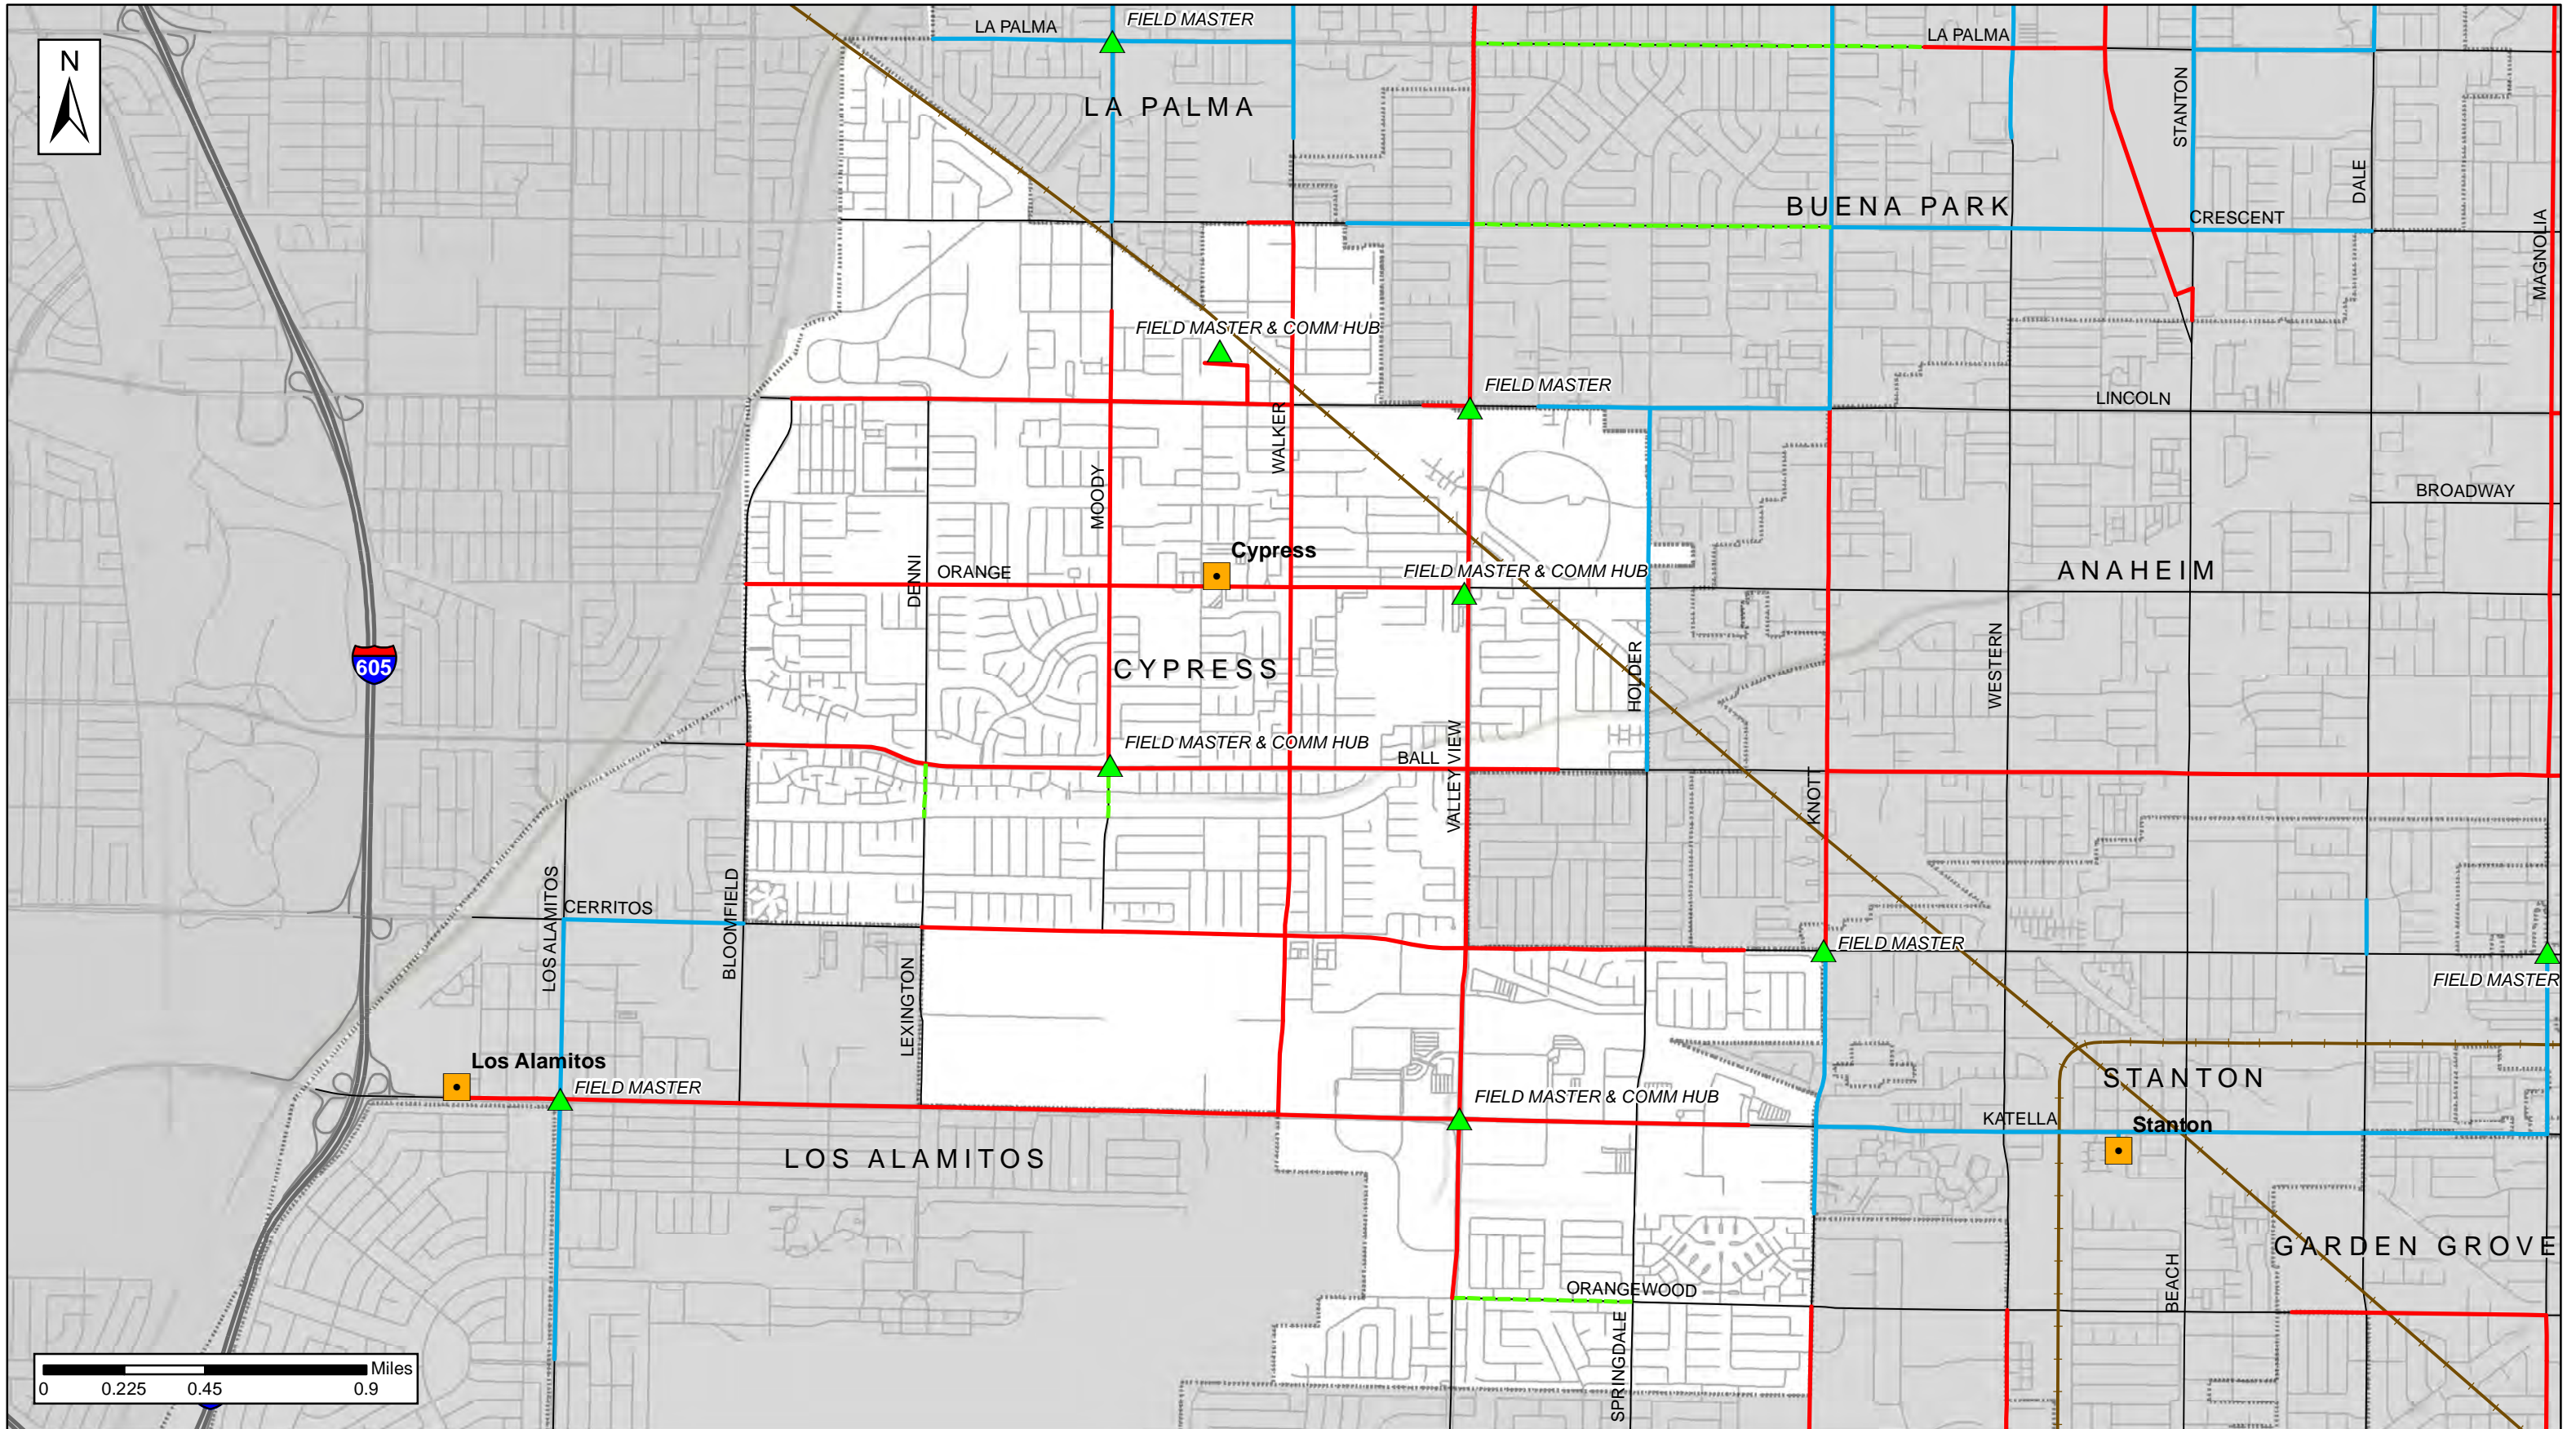 FIELD MASTER
LA PALMA
LA PALMA
N
LA PALMA
STANTON
DALE
BUENA PARK
CRESCENT
MAGNOLIA
FIELD MASTER & COMM HUB
FIELD MASTER
LINCOLN
WALKER
MOODY
BROADWAY
Cypress
DENNI
ORANGE
FIELD MASTER & COMM HUB
ANAHEIM
605
CYPRESS
HOLDER
WESTERN
FIELD MASTER & COMM HUB
BALL
VALLEY VIEW
KNOTT
LOS ALAMITOS
CERRITOS
BLOOMFIELD
FIELD MASTER
FIELD MASTER
LEXINGTON
Los Alamitos
FIELD MASTER
STANTON
FIELD MASTER & COMM HUB
KATELLA
Stanton
LOS ALAMITOS
GARDEN GROVE
ORANGEWOOD
BEACH
SPRINGDALE
Miles
0 0.225 0.45 0.9